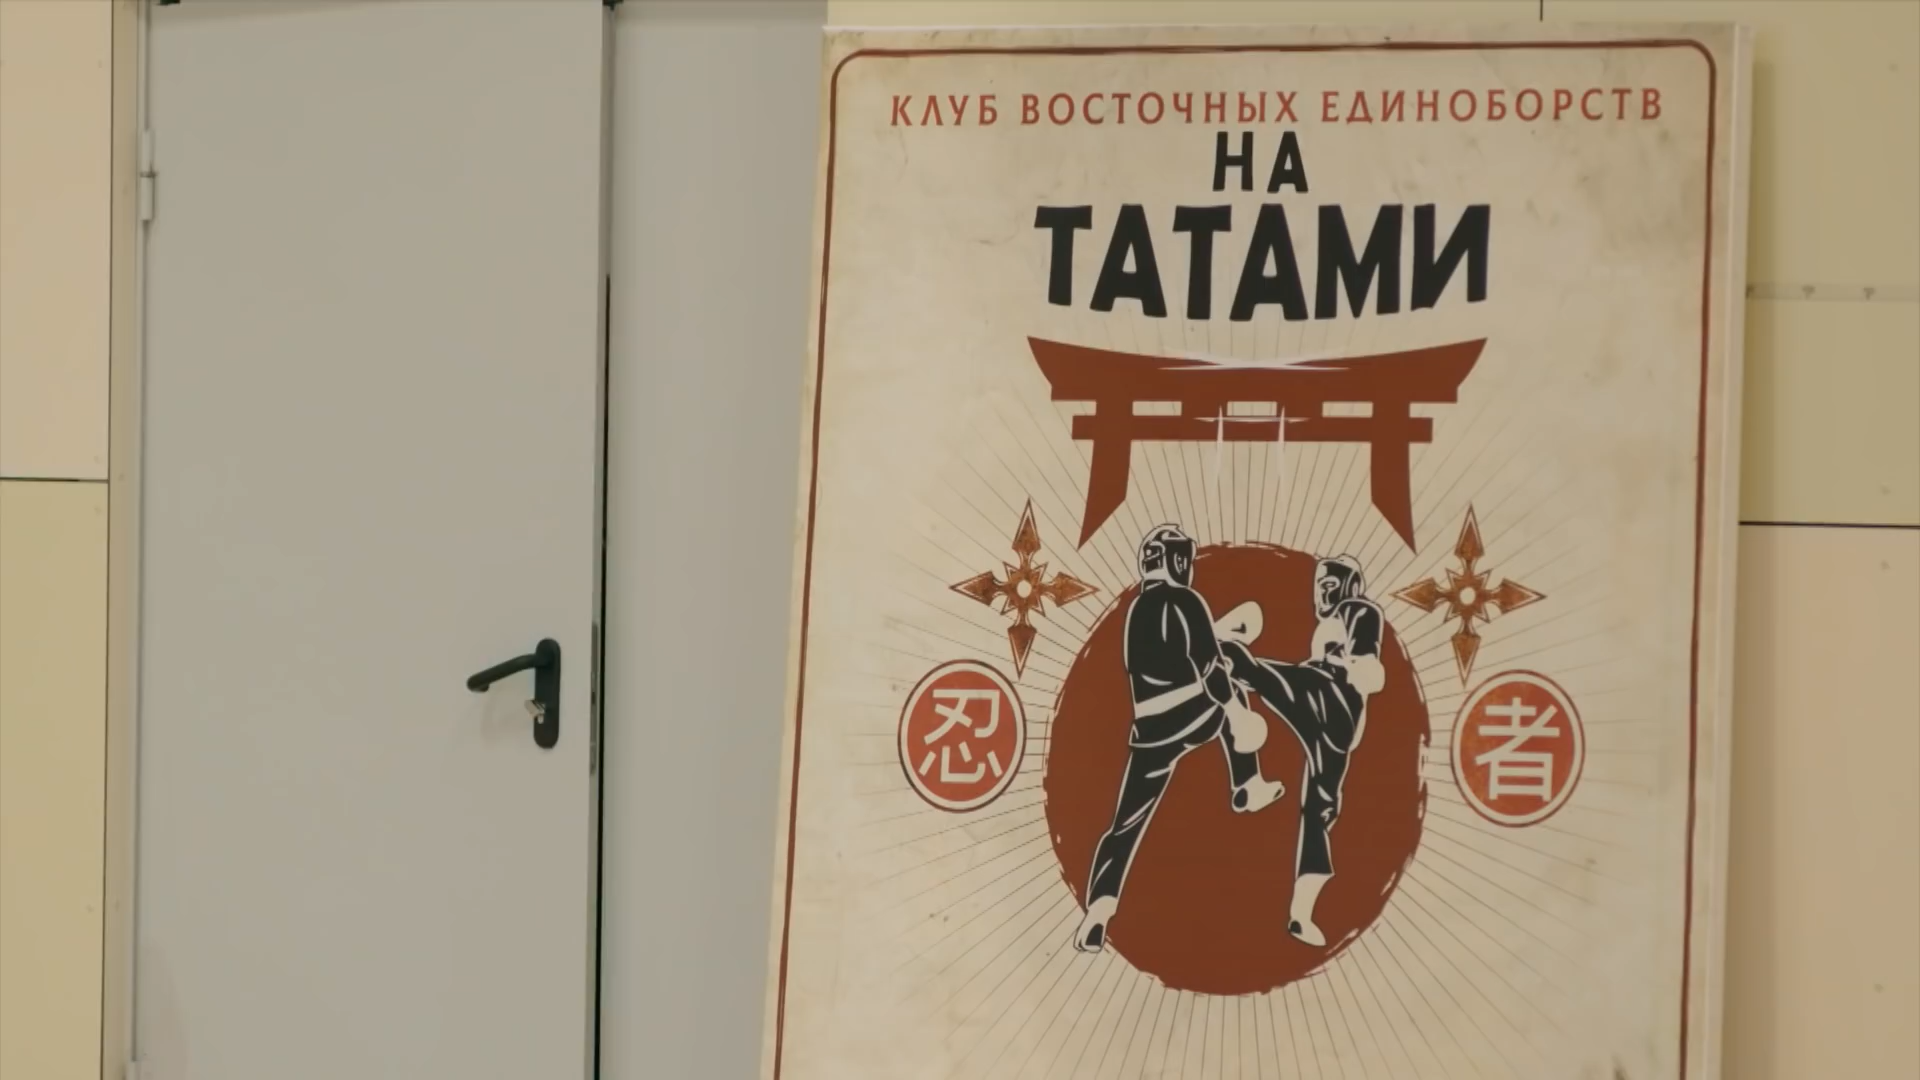 КЛУБ ВОСТОЧНЫХ ЕДИНОБОРСТВ
НА
ТАТАМИ
忍 者